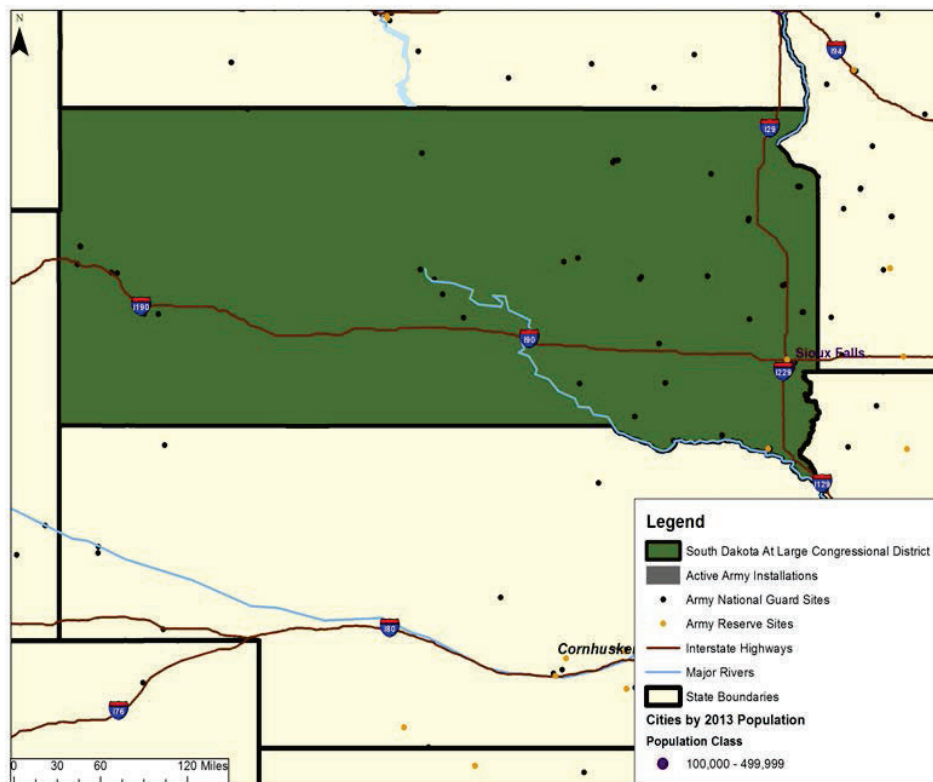 N
I94
I29
I190
I90
Sioux Falls
I229
I129
Legend
South Dakota At Large Congressional District
Active Army Installations
Army National Guard Sites
Army Reserve Sites
Interstate Highways
Major Rivers
State Boundaries
Cities by 2013 Population
Population Class
100,000 - 499,999
I80
Cornhusker
I76
0 30 60 120 Miles